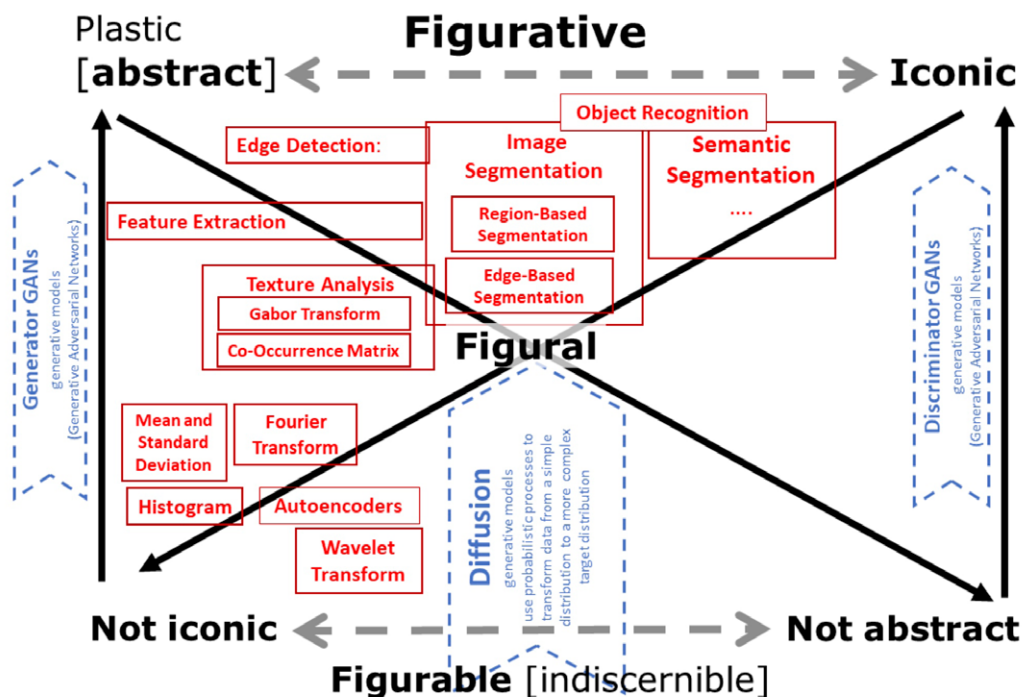 Plastic
[abstract]
Figurative
Iconic
Object Recognition
Edge Detection:
Image
Segmentation
Semantic
Segmentation
....
Region-Based
Segmentation
Edge-Based
Segmentation
Feature Extraction
Texture Analysis
Gabor Transform
Co-Occurrence Matrix
Figural
Generator GANs
generative models
(Generative Adversarial Networks)
Discriminator GANs
generative models
(Generative Adversarial Networks)
Mean and
Standard
Deviation
Fourier
Transform
Histogram
Autoencoders
Wavelet
Transform
Diffusion
generative models
use probabilistic processes to
transform data from a simple
distribution to a more complex
target distribution
Not iconic
Not abstract
Figurable [indiscernible]